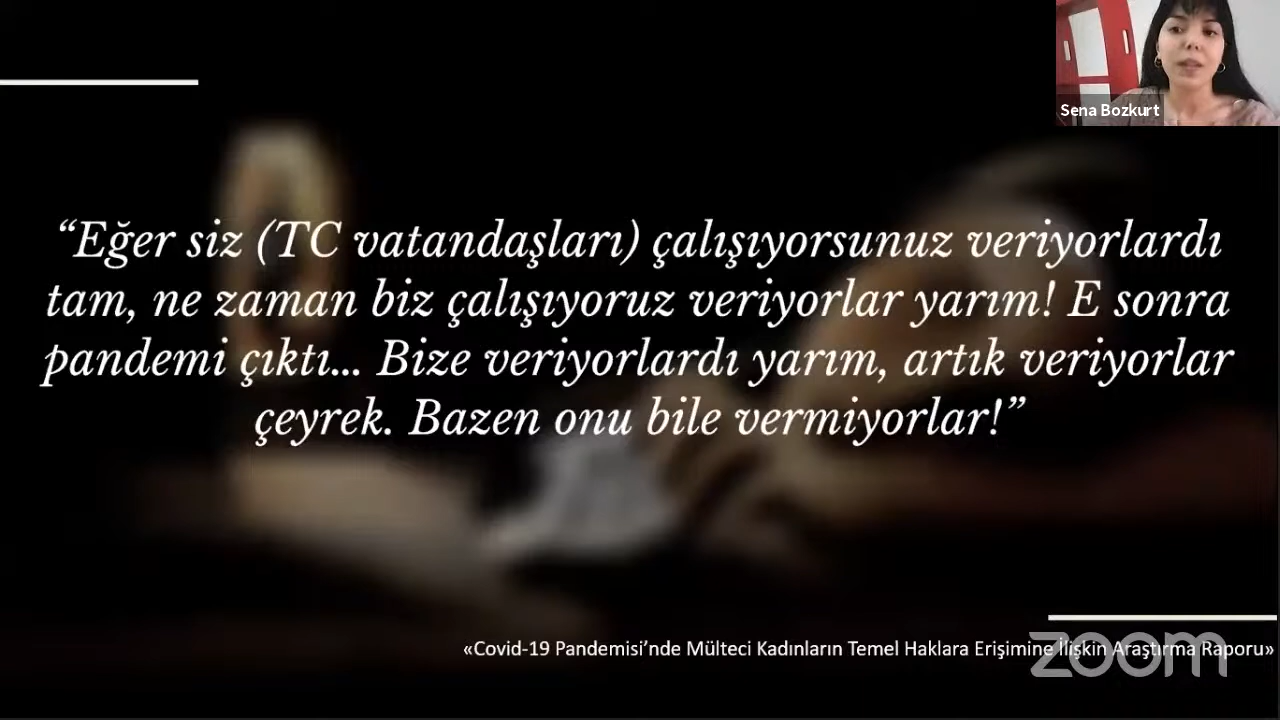 Sena Bozkurt
“Eğer siz (TC vatandaşları) çalışıyorsunuz veriyorlardı
tam, ne zaman biz çalışıyoruz veriyorlar yarım! E sonra
pandemi çıktı... Bize veriyorlardı yarım, artık veriyorlar
çeyrek. Bazen onu bile vermiyorlar!”
«Covid-19 Pandemisi’nde Mülteci Kadınların Temel Haklara Erişimine İlişkin Araştırma Raporu»
zoom